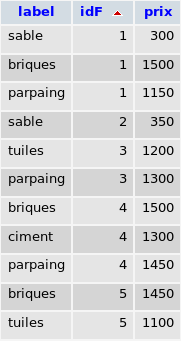 label idF prix
sable 1 300
briques 1 1500
parpaing 1 1150
sable 2 350
tuiles 3 1200
parpaing 3 1300
briques 4 1500
ciment 4 1300
parpaing 4 1450
briques 5 1450
tuiles 5 1100